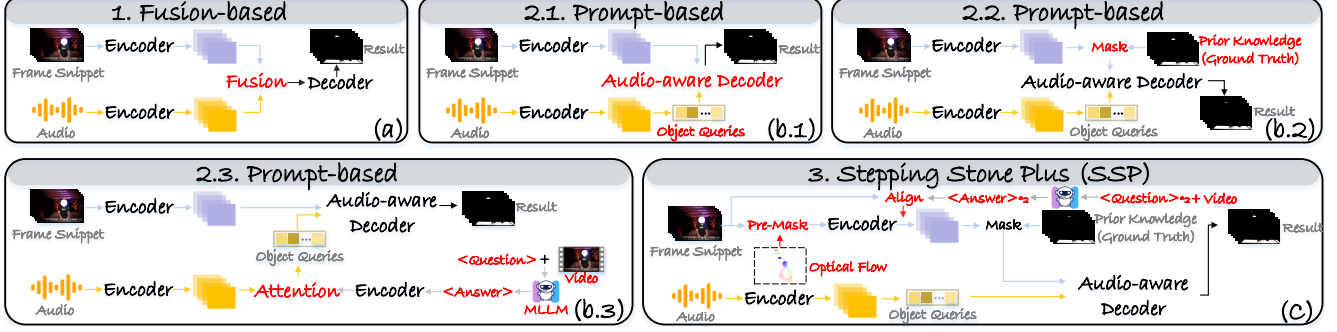 1. Fusion-based
Encoder
Frame Snippet
Fusion
Decoder
Result
Encoder
Audio
(a)
2.1. Prompt-based
Encoder
Frame Snippet
Audio-aware Decoder
Result
Encoder
Audio
Object Queries
(b.1)
2.2. Prompt-based
Encoder
Frame Snippet
Mask
Prior Knowledge
(Ground Truth)
Audio-aware Decoder
Encoder
Audio
Object Queries
Result
(b.2)
2.3. Prompt-based
Encoder
Frame Snippet
Audio-aware
Decoder
Result
Object Queries
<Question> +
Video
Encoder
Audio
Attention
Encoder
<Answer>
MLLM
(b.3)
3. Stepping Stone Plus (SSP)
Align
<Answer>*2
<Question>*2 + Video
Frame Snippet
Pre-Mask
Encoder
Mask
Prior Knowledge
(Ground Truth)
Result
Optical Flow
Encoder
Audio
Object Queries
Audio-aware
Decoder
(c)